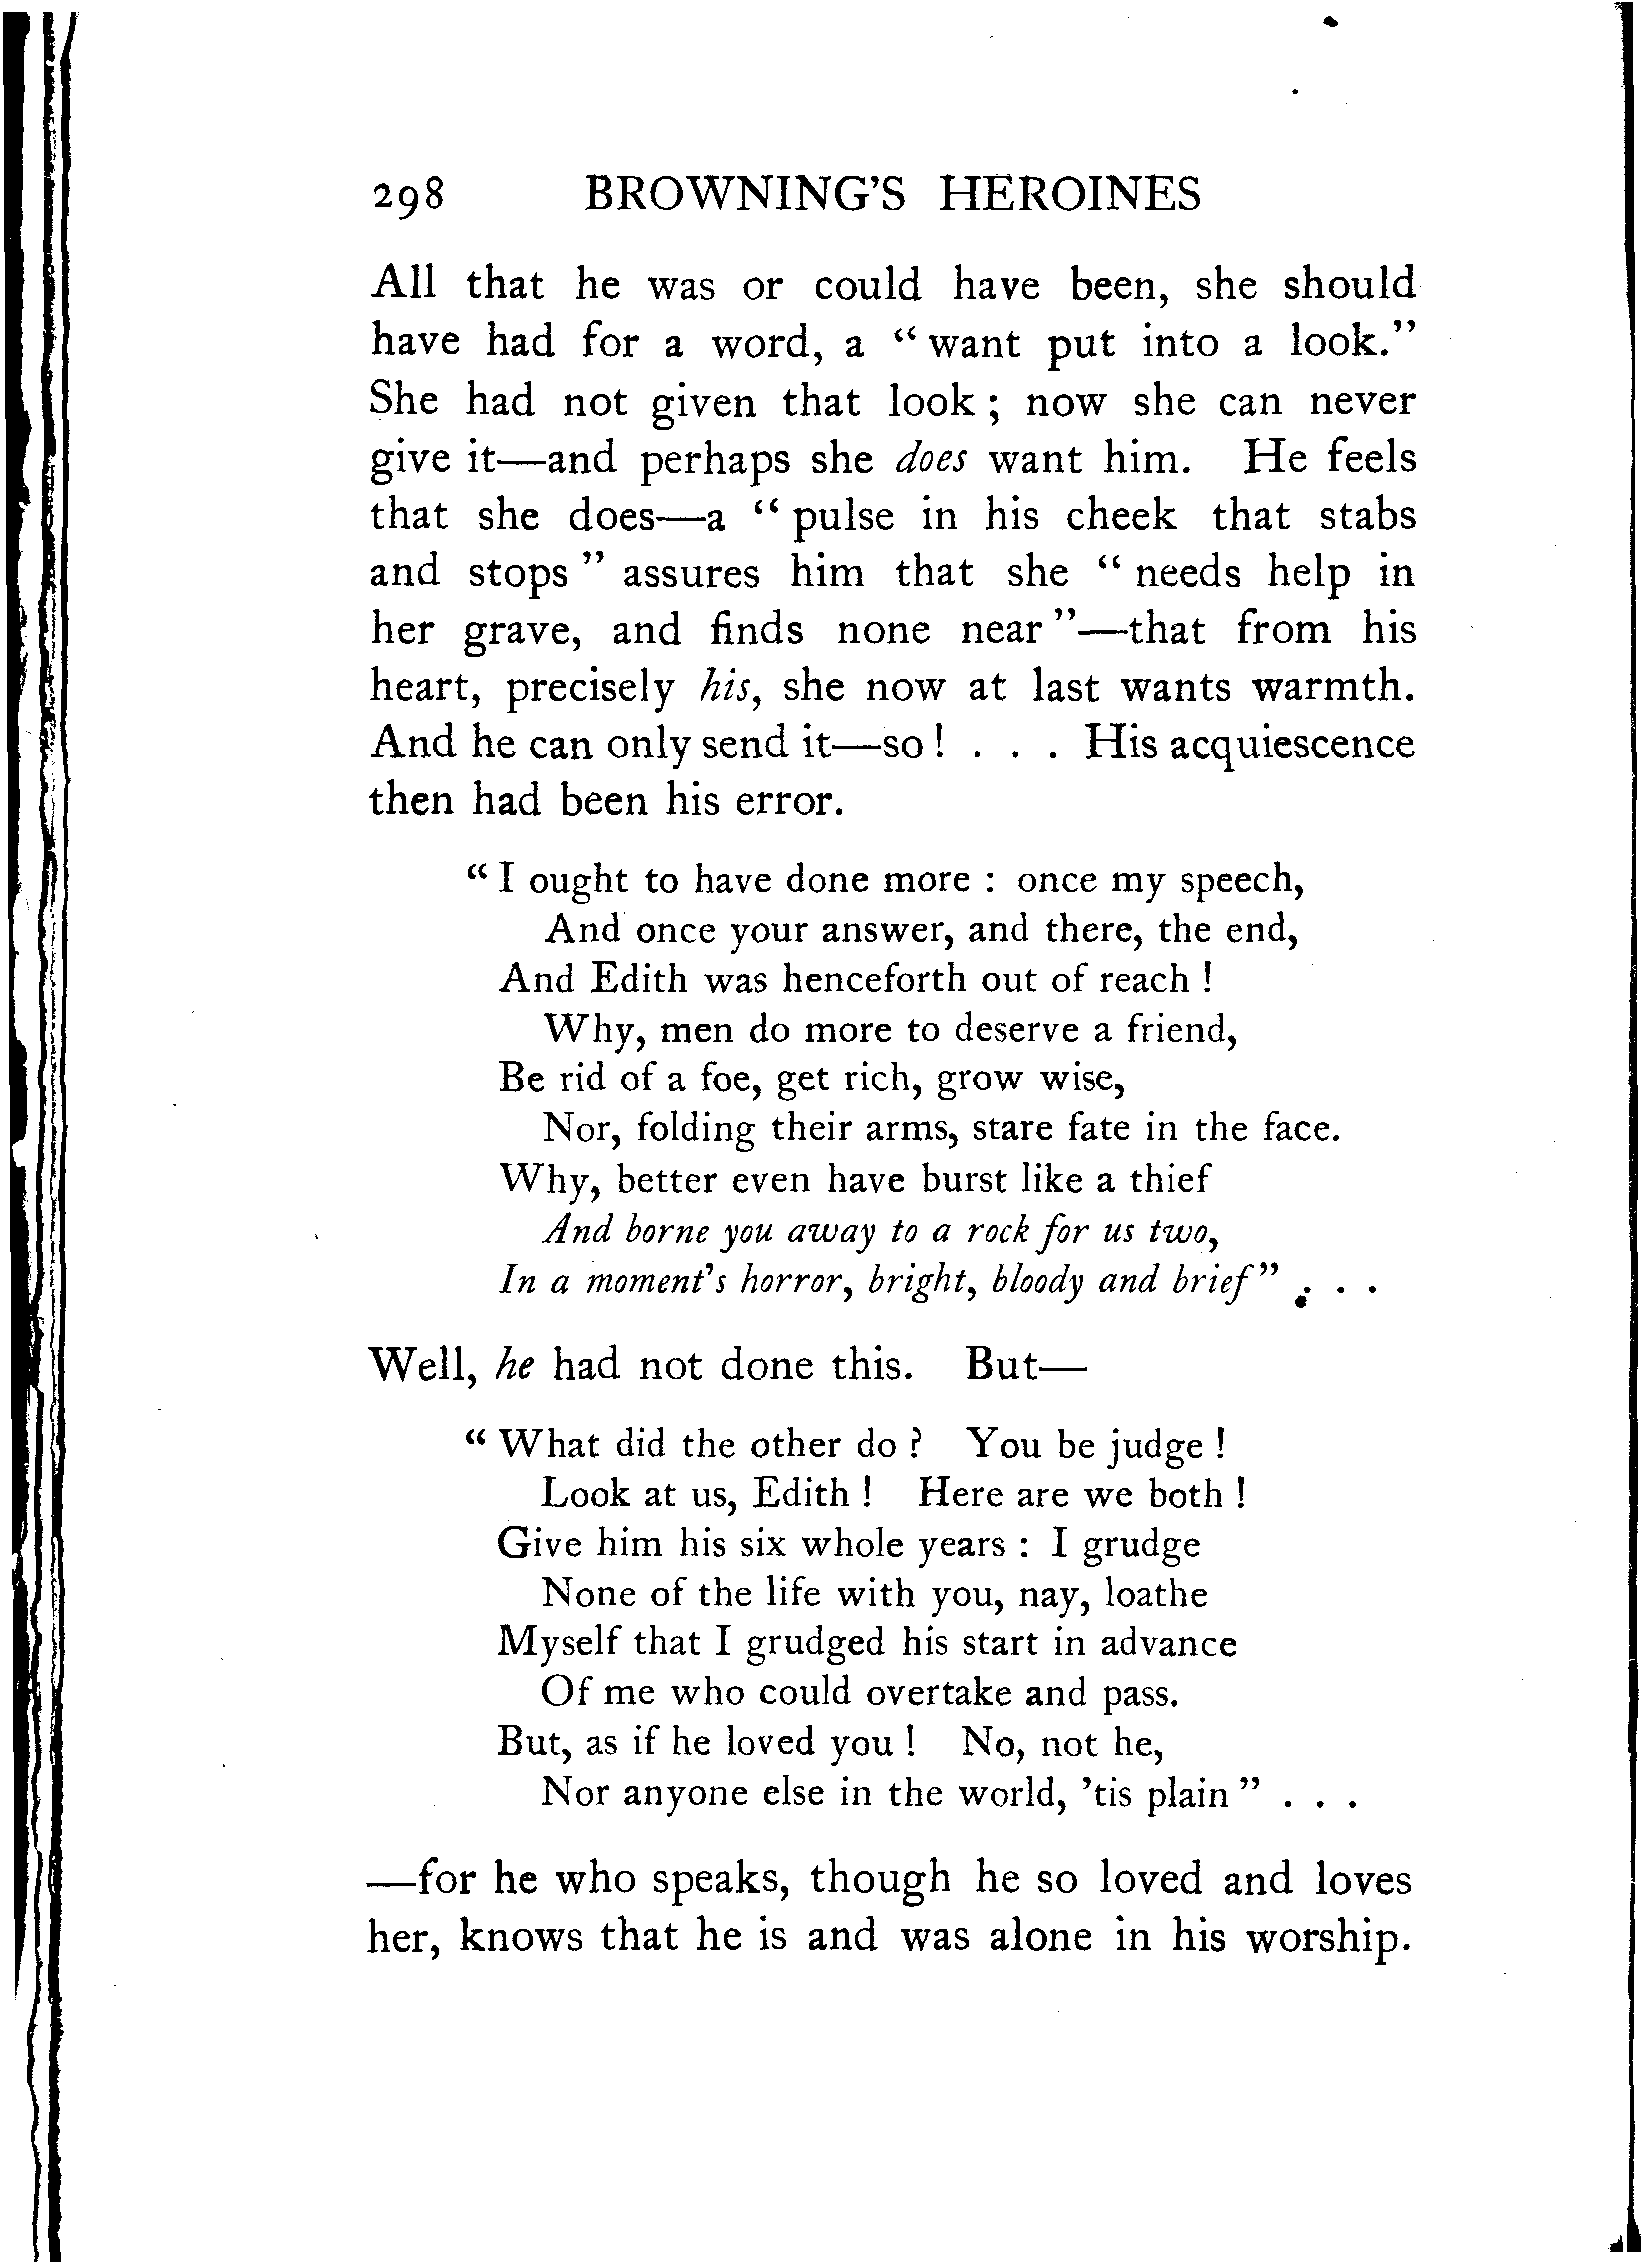 298 BROWNING'S HEROINES
All that he was or could have been, she should
have had for a word, a "want put into a look."
She had not given that look; now she can never
give it—and perhaps she does want him. He feels
that she does—a "pulse in his cheek that stabs
and stops" assures him that she "needs help in
her grave, and finds none near"—that from his
heart, precisely his, she now at last wants warmth.
And he can only send it—so! . . . His acquiescence
then had been his error.
"I ought to have done more: once my speech,
And once your answer, and there, the end,
And Edith was henceforth out of reach!
Why, men do more to deserve a friend,
Be rid of a foe, get rich, grow wise,
Nor, folding their arms, stare fate in the face.
Why, better even have burst like a thief
And borne you away to a rock for us two,
In a moment's horror, bright, bloody and brief" . . .
Well, he had not done this. But—
"What did the other do? You be judge!
Look at us, Edith! Here are we both!
Give him his six whole years: I grudge
None of the life with you, nay, loathe
Myself that I grudged his start in advance
Of me who could overtake and pass.
But, as if he loved you! No, not he,
Nor anyone else in the world, 'tis plain" . . .
—for he who speaks, though he so loved and loves
her, knows that he is and was alone in his worship.